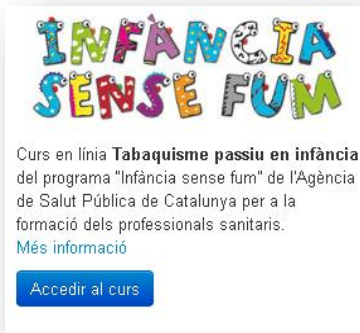 INFÀNCIA
SENSE FUM
Curs en línia Tabaquisme passiu en infància
del programa "Infància sense fum" de l'Agència
de Salut Pública de Catalunya per a la
formació dels professionals sanitaris.
Més informació
Accedir al curs